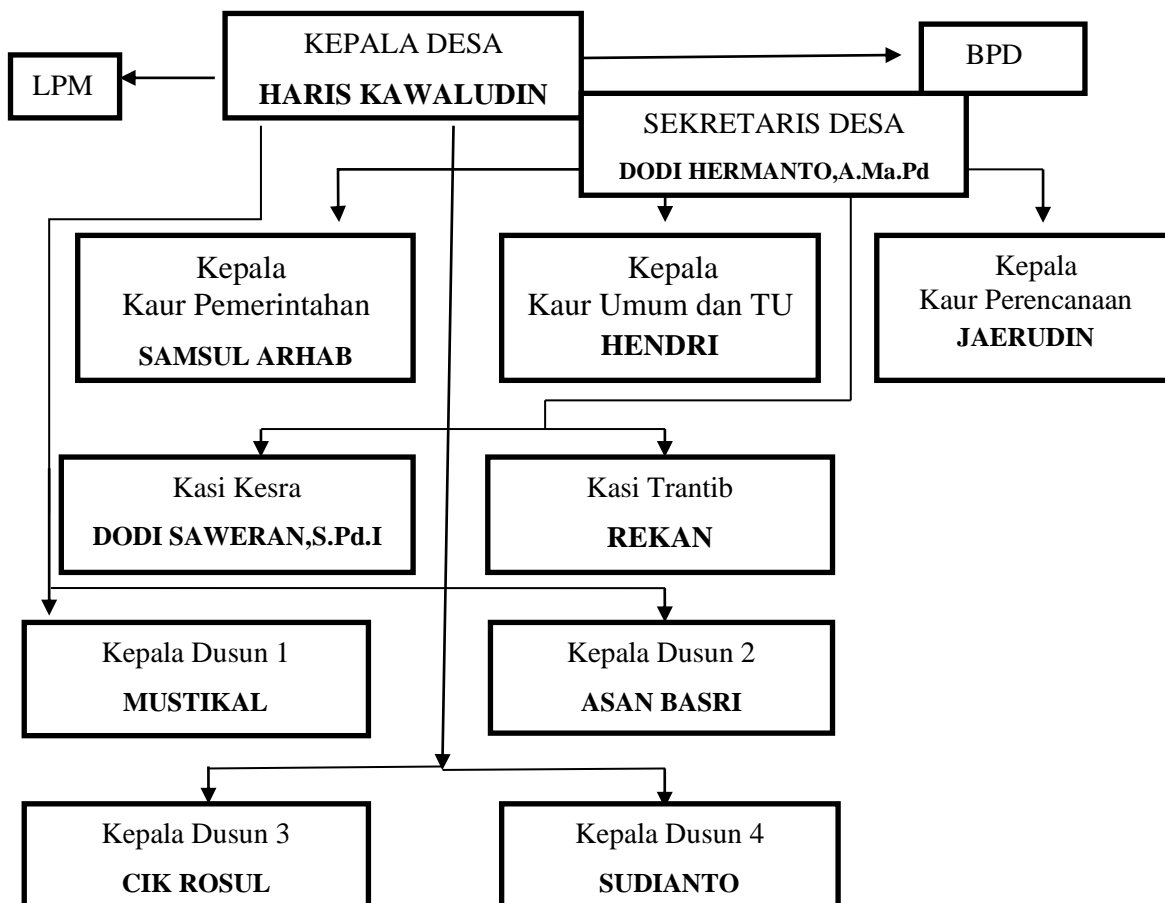 KEPALA DESA
HARIS KAWALUDIN
LPM
BPD
SEKRETARIS DESA
DODI HERMANTO,A.Ma.Pd
Kepala
Kaur Pemerintahan
SAMSUL ARHAB
Kepala
Kaur Umum dan TU
HENDRI
Kepala
Kaur Perencanaan
JAERUDIN
Kasi Kesra
DODI SAWERAN,S.Pd.I
Kasi Trantib
REKAN
Kepala Dusun 1
MUSTIKAL
Kepala Dusun 2
ASAN BASRI
Kepala Dusun 3
CIK ROSUL
Kepala Dusun 4
SUDIANTO